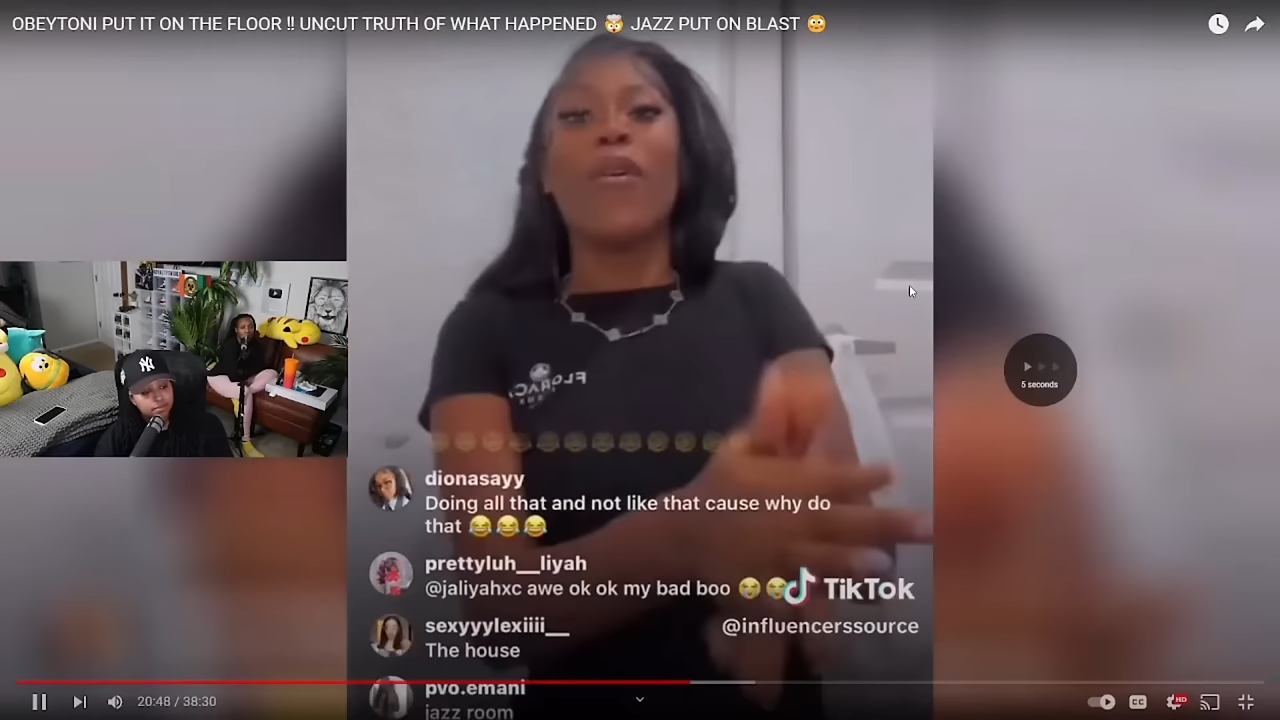 OBEYTONI PUT IT ON THE FLOOR !! UNCUT TRUTH OF WHAT HAPPENED 🤯 JAZZ PUT ON BLAST 😳
5 seconds
dionasayy
Doing all that and not like that cause why do
that 😂😂😂
prettyluh__liyah
@jaliyahxc awe ok ok my bad boo 😭😭
TikTok
sexyyylexiiii__
@influencerssource
The house
pvo.emani
jazz room
20:48 / 38:30
CC
HD